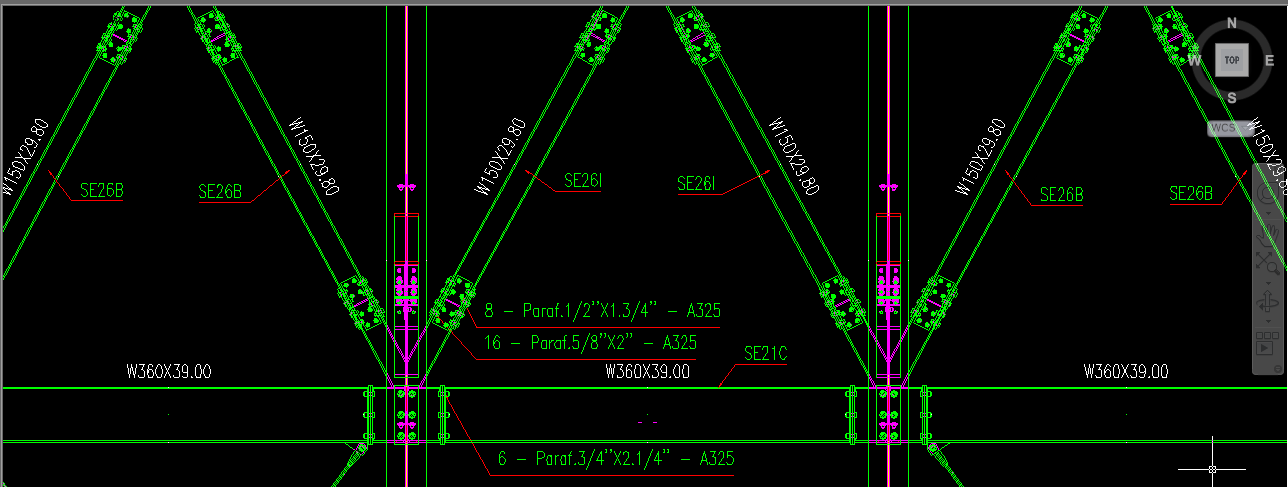 N
W
TOP
E
S
WCS
W150X29.80
W150X29.80
W150X29.80
W150X29.80
W150X29.80
W150X29.8
SE26B
SE26B
SE26I
SE26I
SE26B
SE26B
8 - Paraf.1/2"X1.3/4" - A325
16 - Paraf.5/8"X2" - A325
SE21C
W360X39.00
W360X39.00
W360X39.00
6 - Paraf.3/4"X2.1/4" - A325